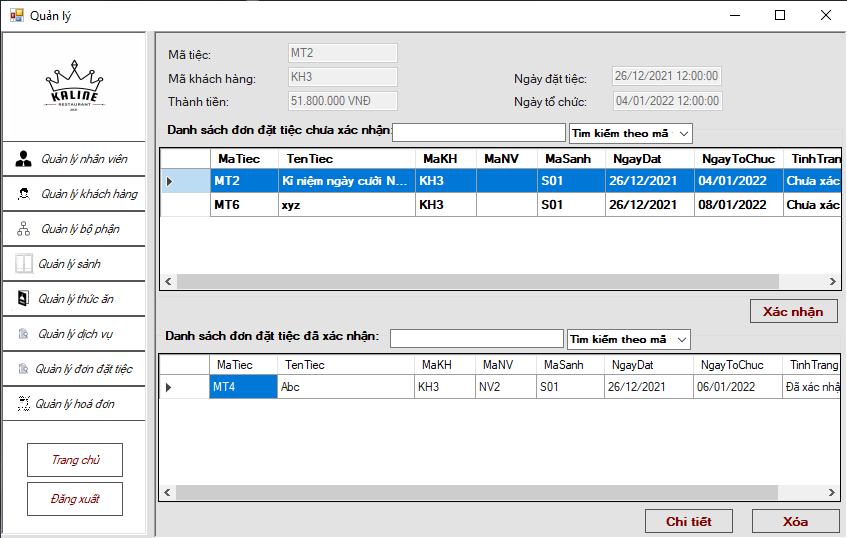 Quản lý
KALINE
RESTAURANT
Quản lý nhân viên
Quản lý khách hàng
Quản lý bộ phận
Quản lý sảnh
Quản lý thức ăn
Quản lý dịch vụ
Quản lý đơn đặt tiệc
Quản lý hoá đơn
Trang chủ
Đăng xuất
Mã tiệc: MT2
Mã khách hàng: KH3 Ngày đặt tiệc: 26/12/2021 12:00:00
Thành tiền: 51.800.000 VNĐ Ngày tổ chức: 04/01/2022 12:00:00
Danh sách đơn đặt tiệc chưa xác nhận: Tìm kiếm theo mã
MaTiec TenTiec MaKH MaNV MaSanh NgayDat NgayToChuc TinhTrang
MT2 Kỉ niệm ngày cưới N... KH3 S01 26/12/2021 04/01/2022 Chưa xác
MT6 xyz KH3 S01 26/12/2021 08/01/2022 Chưa xác
Xác nhận
Danh sách đơn đặt tiệc đã xác nhận: Tìm kiếm theo mã
MaTiec TenTiec MaKH MaNV MaSanh NgayDat NgayToChuc TinhTrang
MT4 Abc KH3 NV2 S01 26/12/2021 06/01/2022 Đã xác nhậ
Chi tiết Xóa